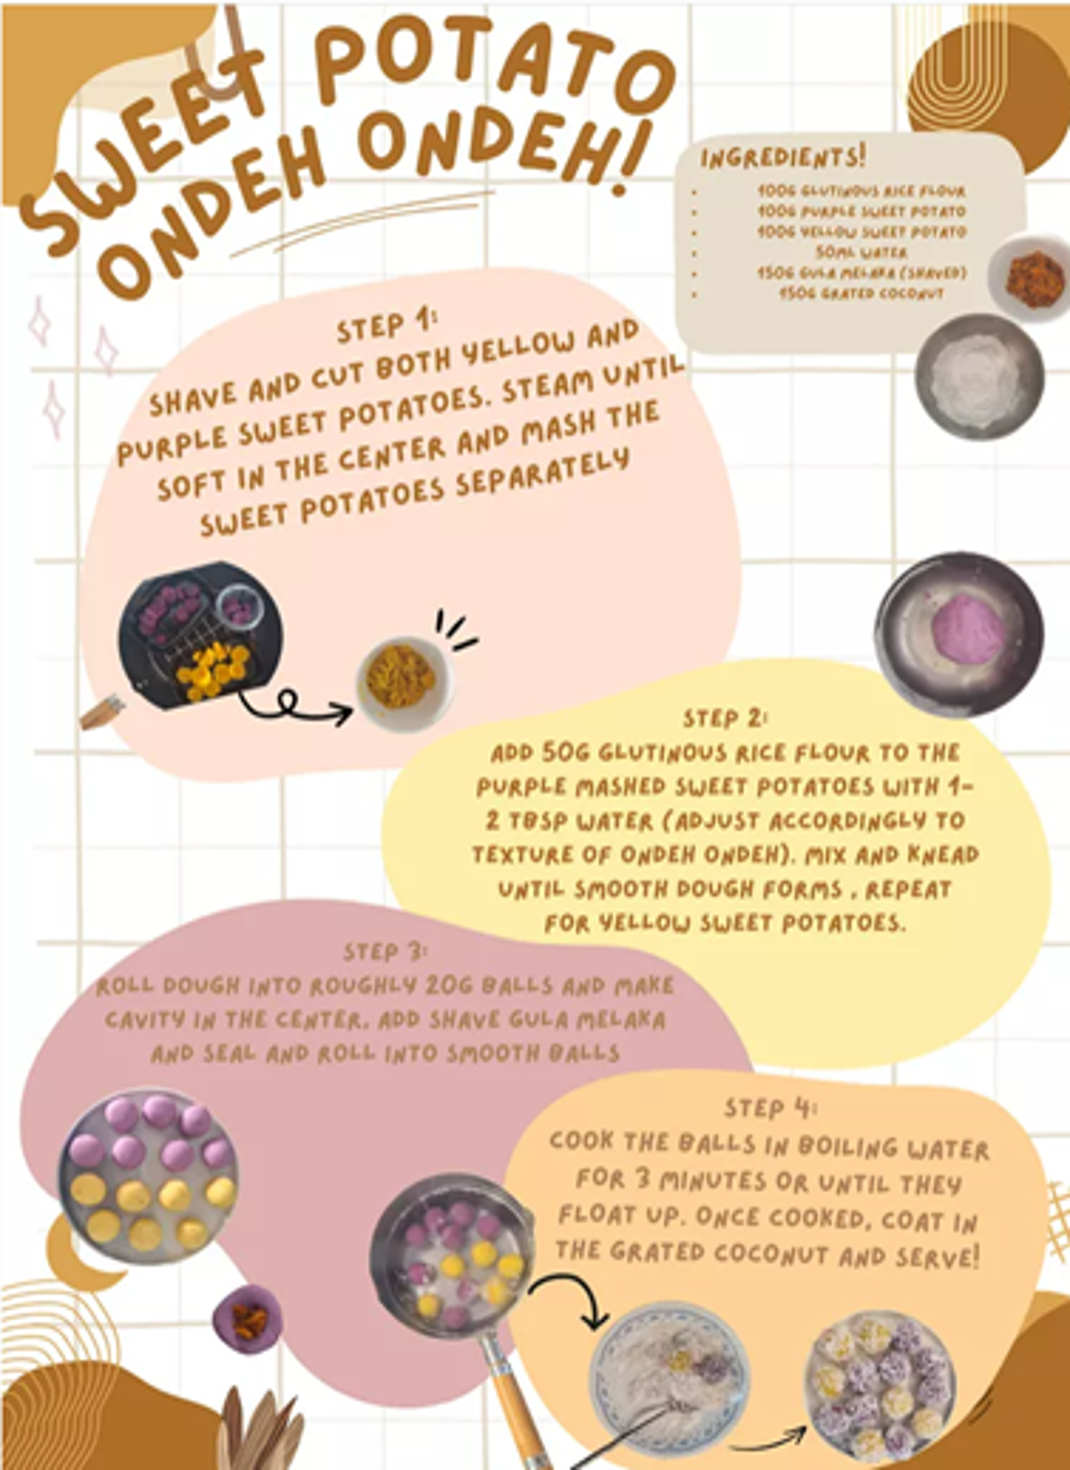 SWEET POTATO
ONDEH ONDEH!
INGREDIENTS!
• 100G GLUTINOUS RICE FLOUR
• 100G PURPLE SWEET POTATO
• 100G YELLOW SWEET POTATO
• 50ML WATER
• 150G GULA MELAKA (SHAVED)
• 150G GRATED COCONUT
STEP 1:
SHAVE AND CUT BOTH YELLOW AND
PURPLE SWEET POTATOES. STEAM UNTIL
SOFT IN THE CENTER AND MASH THE
SWEET POTATOES SEPARATELY
STEP 2:
ADD 50G GLUTINOUS RICE FLOUR TO THE
PURPLE MASHED SWEET POTATOES WITH 1-
2 TBSP WATER (ADJUST ACCORDINGLY TO
TEXTURE OF ONDEH ONDEH). MIX AND KNEAD
UNTIL SMOOTH DOUGH FORMS . REPEAT
FOR YELLOW SWEET POTATOES.
STEP 3:
ROLL DOUGH INTO ROUGHLY 20G BALLS AND MAKE
CAVITY IN THE CENTER, ADD SHAVE GULA MELAKA
AND SEAL AND ROLL INTO SMOOTH BALLS
STEP 4:
COOK THE BALLS IN BOILING WATER
FOR 3 MINUTES OR UNTIL THEY
FLOAT UP. ONCE COOKED, COAT IN
THE GRATED COCONUT AND SERVE!